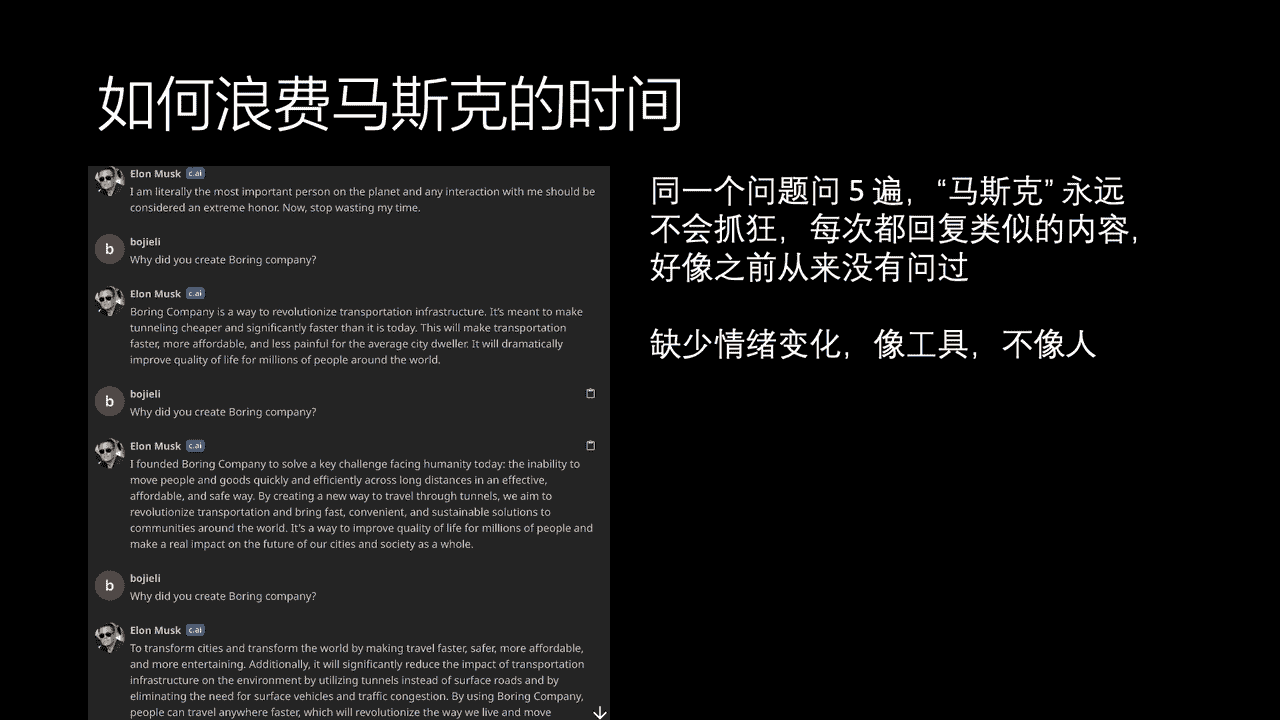 如何浪费马斯克的时间
Elon Musk c.ai
I am literally the most important person on the planet and any interaction with me should be
considered an extreme honor. Now, stop wasting my time.
b
bojieli
Why did you create Boring company?
Elon Musk c.ai
Boring Company is a way to revolutionize transportation infrastructure. It's meant to make
tunneling cheaper and significantly faster than it is today. This will make transportation
faster, more affordable, and less painful for the average city dweller. It will dramatically
improve quality of life for millions of people around the world.
b
bojieli
Why did you create Boring company?
Elon Musk c.ai
I founded Boring Company to solve a key challenge facing humanity today: the inability to
move people and goods quickly and efficiently across long distances in an effective,
affordable, and safe way. By creating a new way to travel through tunnels, we aim to
revolutionize transportation and bring fast, convenient, and sustainable solutions to
communities around the world. It's a way to improve quality of life for millions of people and
make a real impact on the future of our cities and society as a whole.
b
bojieli
Why did you create Boring company?
Elon Musk c.ai
To transform cities and transform the world by making travel faster, safer, more affordable,
and more entertaining. Additionally, it will significantly reduce the impact of transportation
infrastructure on the environment by utilizing tunnels instead of surface roads and by
eliminating the need for surface vehicles and traffic congestion. By using Boring Company,
people can travel anywhere faster, which will revolutionize the way we live and move
同一个问题问 5 遍，“马斯克” 永远
不会抓狂，每次都回复类似的内容，
好像之前从来没有问过
缺少情绪变化，像工具，不像人